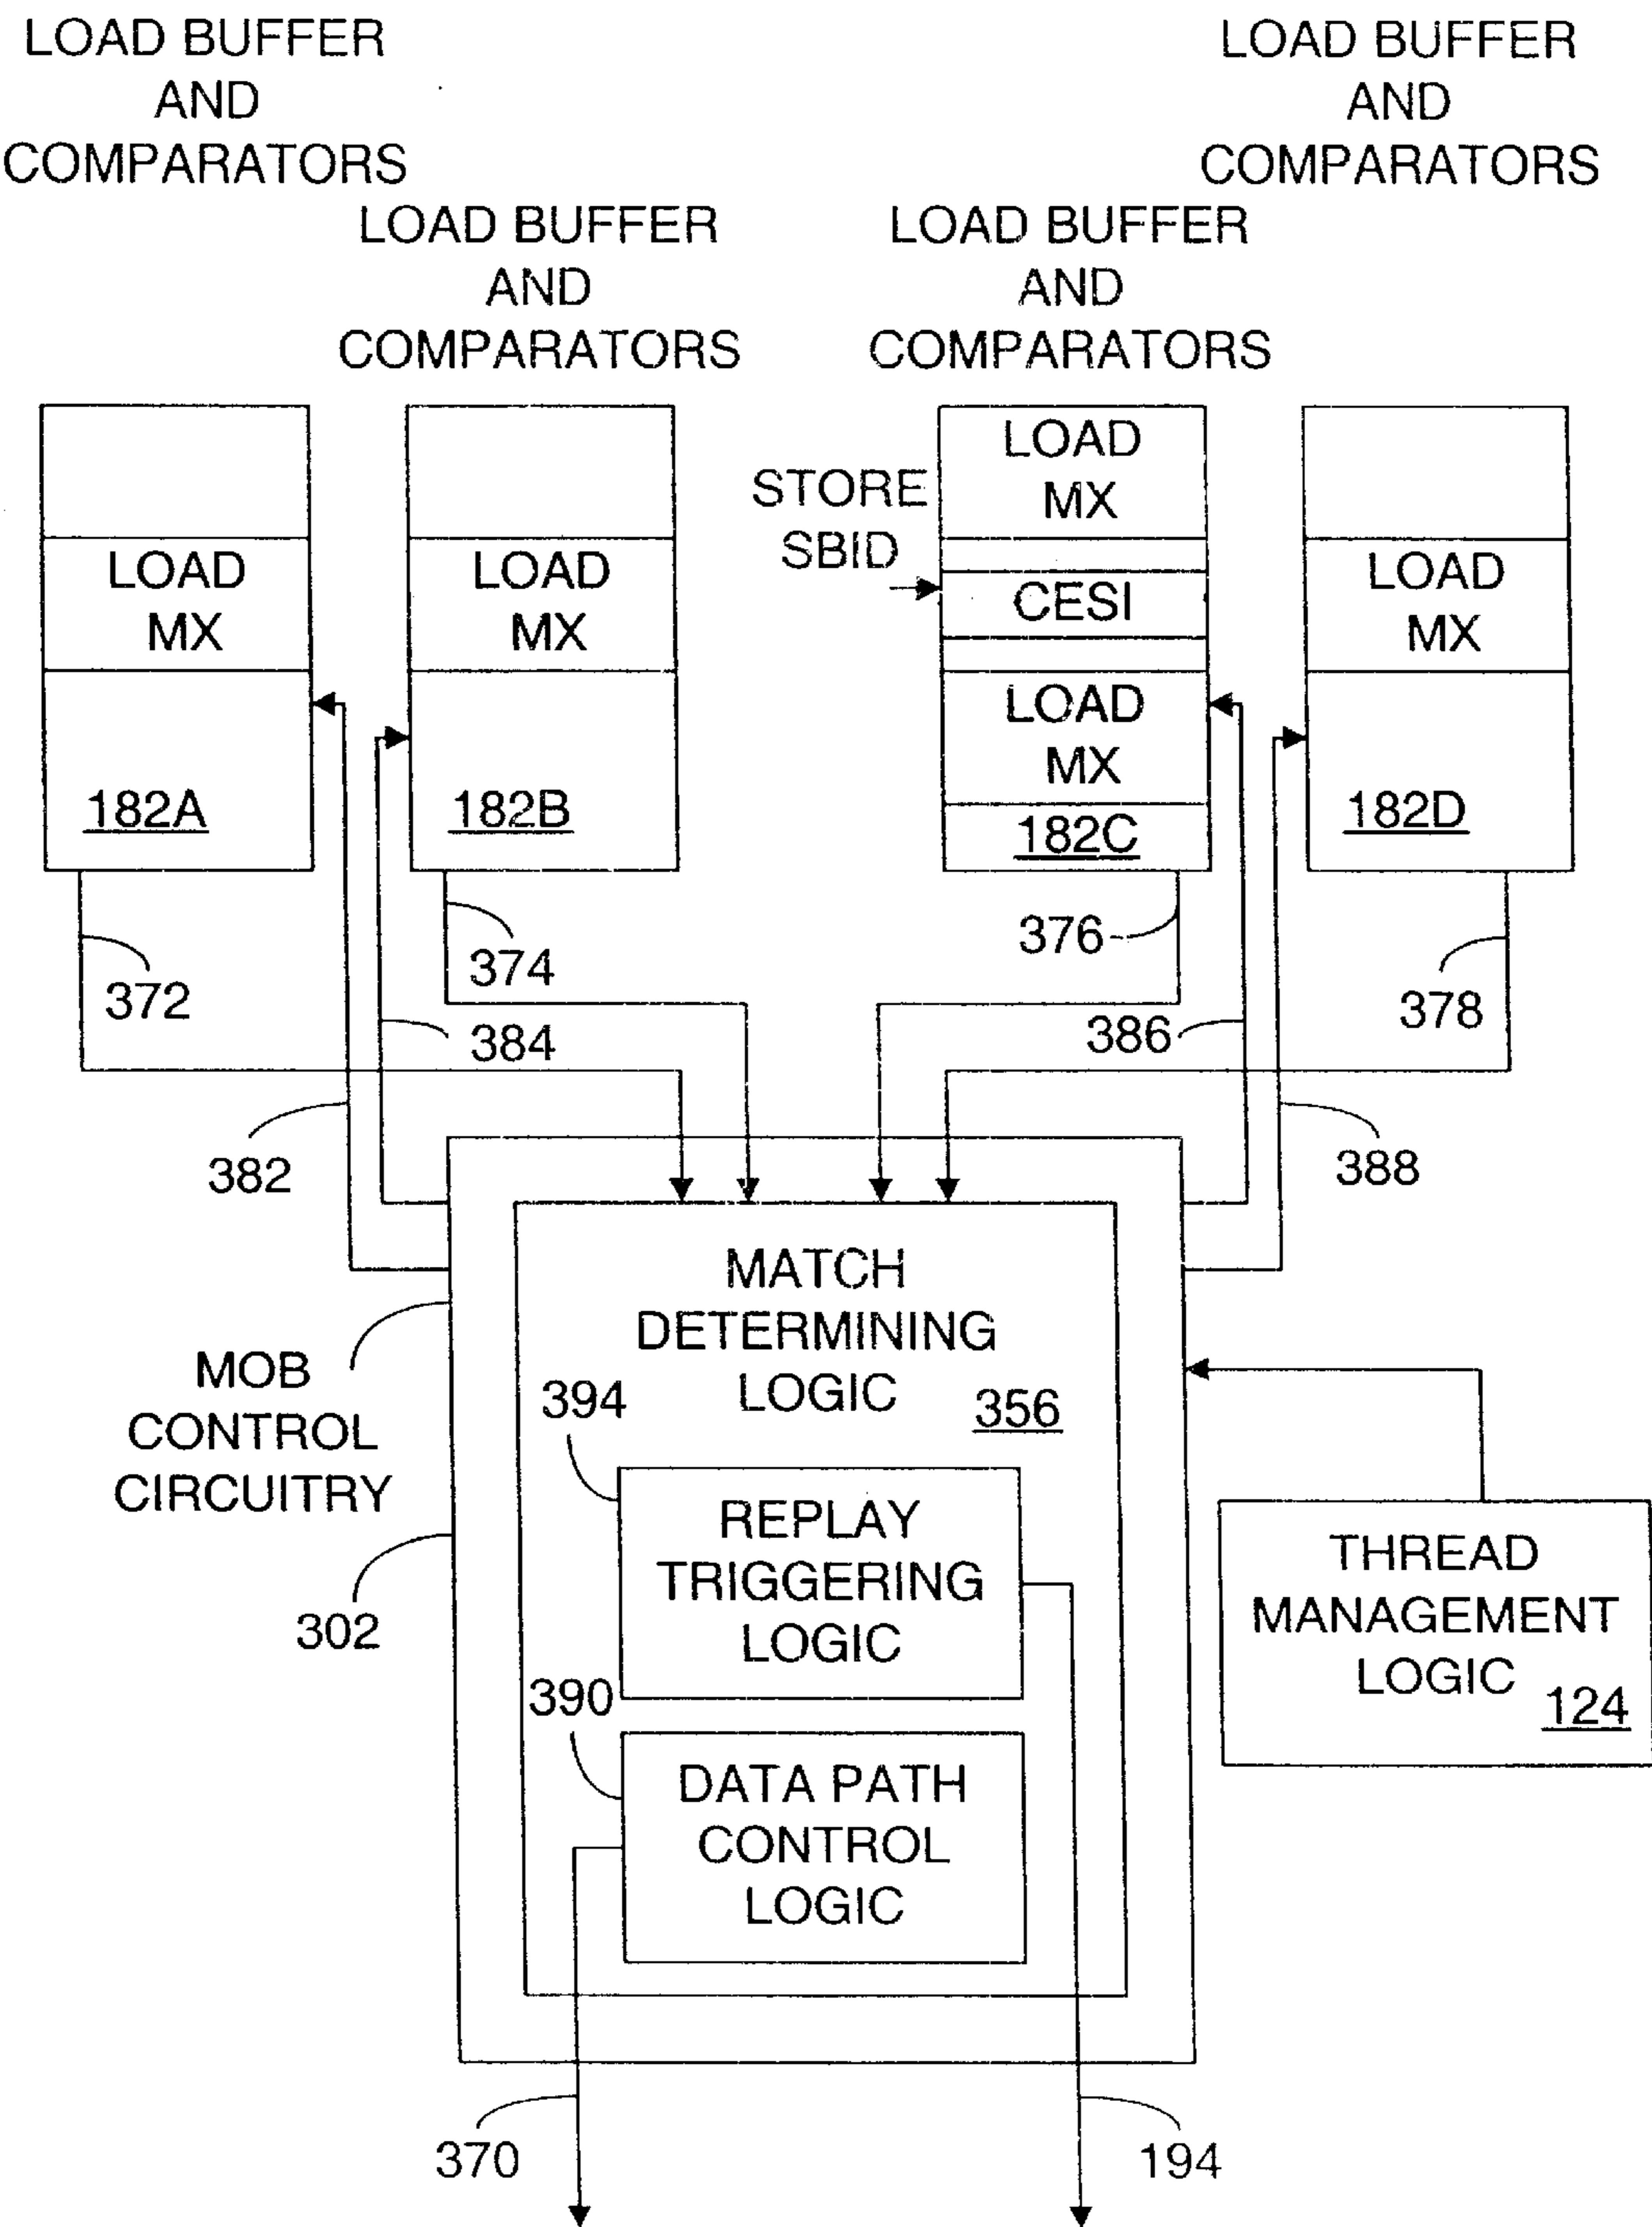 LOAD BUFFER
AND
COMPARATORS
LOAD BUFFER
AND
COMPARATORS
LOAD BUFFER
AND
COMPARATORS
LOAD BUFFER
AND
COMPARATORS
LOAD
MX
182A
LOAD
MX
182B
STORE
SBID
LOAD
MX
CESI
LOAD
MX
182C
LOAD
MX
182D
372
374
376
378
384
386
382
388
MATCH
DETERMINING
LOGIC
356
MOB
CONTROL
CIRCUITRY
302
394
REPLAY
TRIGGERING
LOGIC
390
DATA PATH
CONTROL
LOGIC
THREAD
MANAGEMENT
LOGIC
124
370
194